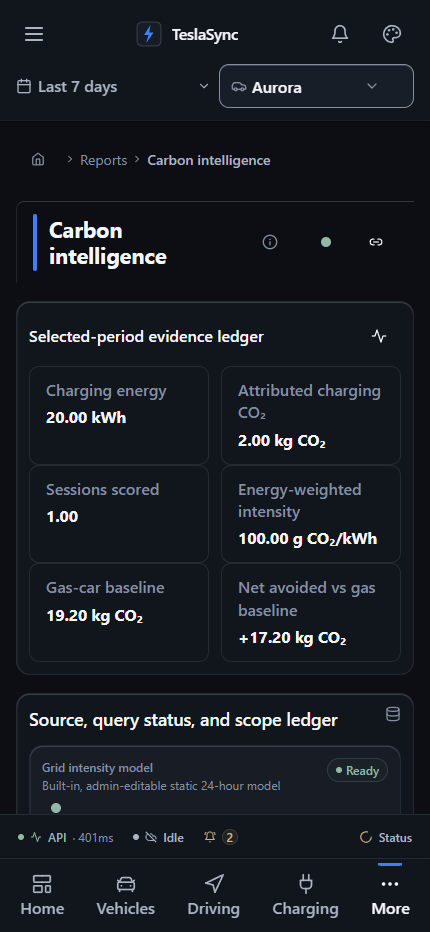 TeslaSync
Last 7 days
Aurora
Reports
Carbon intelligence
Carbon
intelligence
Selected-period evidence ledger
Charging energy
20.00 kWh
Attributed charging
CO₂
2.00 kg CO₂
Sessions scored
1.00
Energy-weighted
intensity
100.00 g CO₂/kWh
Gas-car baseline
19.20 kg CO₂
Net avoided vs gas
baseline
+17.20 kg CO₂
Source, query status, and scope ledger
Grid intensity model
Built-in, admin-editable static 24-hour model
Ready
API · 401ms
Idle
2
Status
Home
Vehicles
Driving
Charging
More